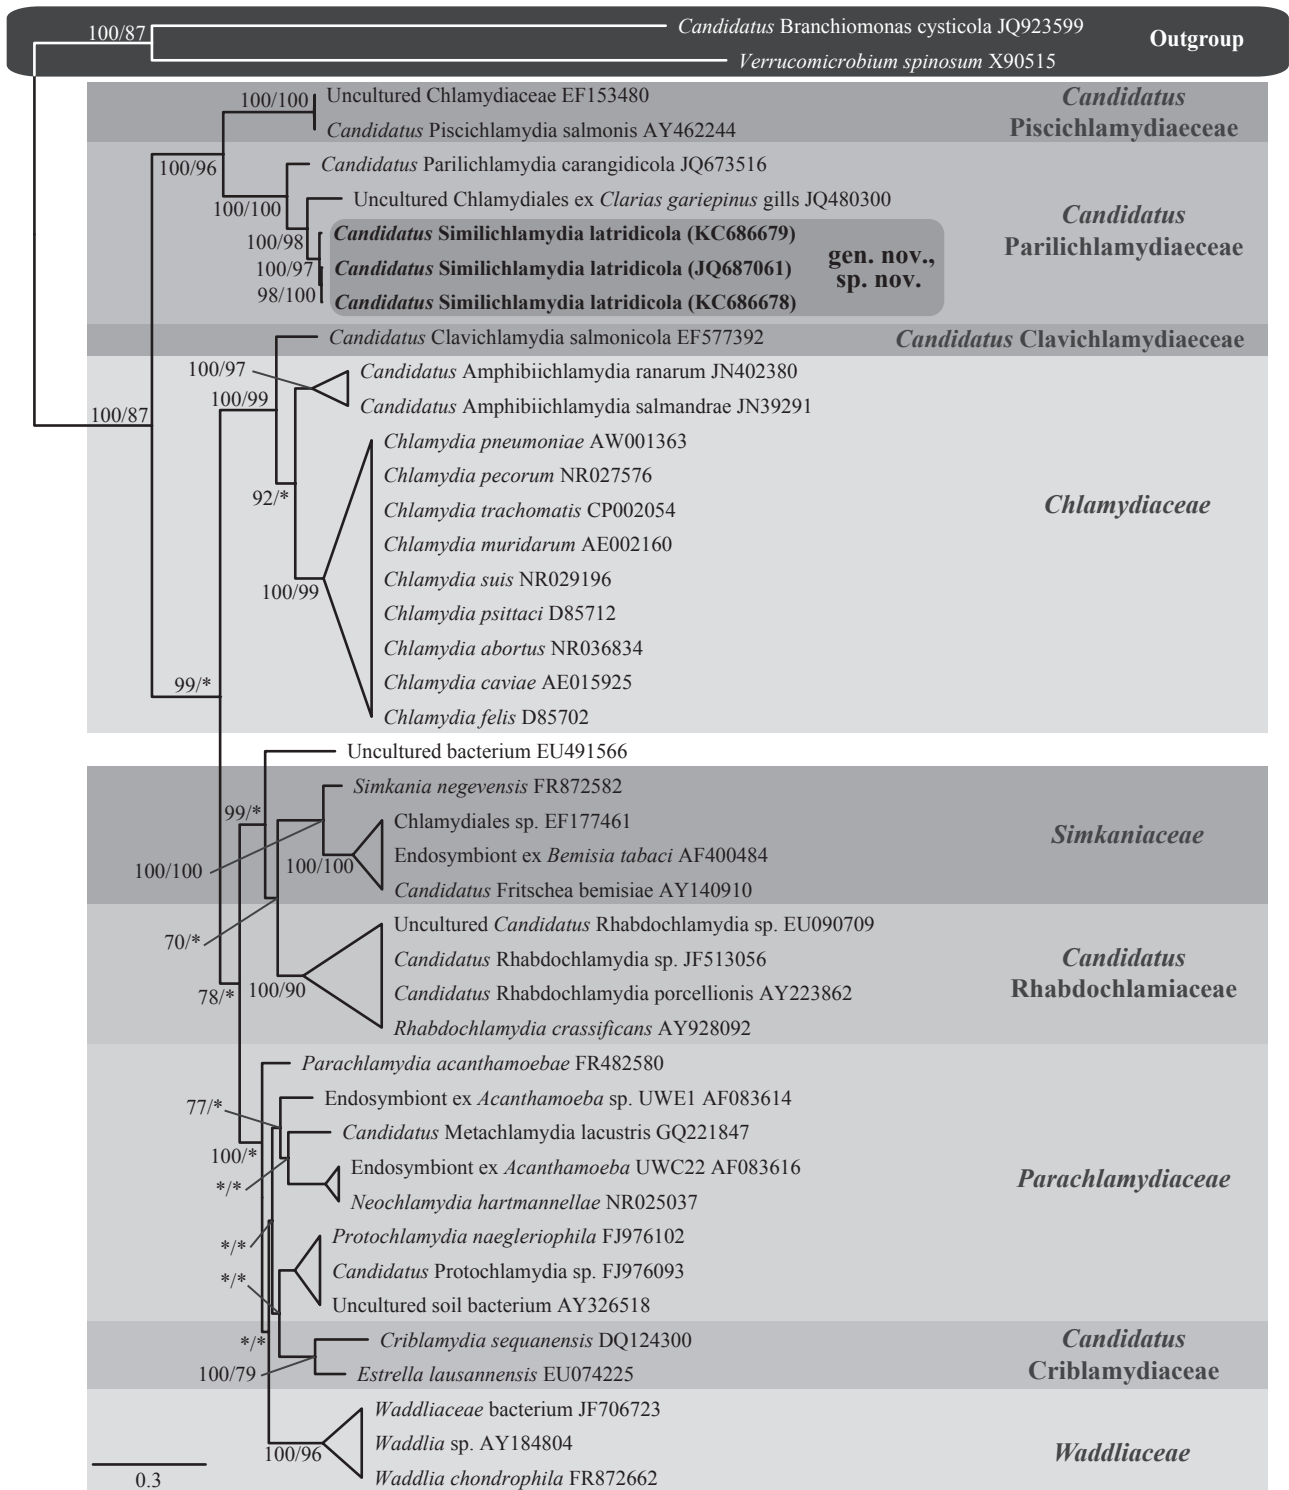 100/87
Candidatus Branchiomonas cysticola JQ923599
Outgroup
Verrucomicrobium spinosum X90515
100/100
Uncultured Chlamydiaceae EF153480
Candidatus
Piscichlamydiaeceae
Candidatus Piscichlamydia salmonis AY462244
100/96
Candidatus Parilichlamydia carangidicola JQ673516
100/100
Uncultured Chlamydiales ex Clarias gariepinus gills JQ480300
Candidatus
Parilichlamydiaeceae
100/98
Candidatus Similichlamydia latridicola (KC686679)
gen. nov.,
sp. nov.
100/97
Candidatus Similichlamydia latridicola (JQ687061)
98/100
Candidatus Similichlamydia latridicola (KC686678)
Candidatus Clavichlamydia salmonicola EF577392
Candidatus Clavichlamydiaeceae
100/97
Candidatus Amphibiichlamydia ranarum JN402380
100/99
Candidatus Amphibiichlamydia salmandrae JN39291
100/87
Chlamydia pneumoniae AW001363
Chlamydia pecorum NR027576
92/*
Chlamydia trachomatis CP002054
Chlamydiaceae
Chlamydia muridarum AE002160
Chlamydia suis NR029196
100/99
Chlamydia psittaci D85712
Chlamydia abortus NR036834
Chlamydia caviae AE015925
99/*
Chlamydia felis D85702
Uncultured bacterium EU491566
Simkania negevensis FR872582
99/*
Chlamydiales sp. EF177461
Simkaniaceae
100/100
100/100
Endosymbiont ex Bemisia tabaci AF400484
Candidatus Fritschea bemisiae AY140910
70/*
Uncultured Candidatus Rhabdochlamydia sp. EU090709
Candidatus Rhabdochlamydia sp. JF513056
Candidatus
Rhabdochlamiaceae
78/*
100/90
Candidatus Rhabdochlamydia porcellionis AY223862
Rhabdochlamydia crassificans AY928092
Parachlamydia acanthamoebae FR482580
77/*
Endosymbiont ex Acanthamoeba sp. UWE1 AF083614
Candidatus Metachlamydia lacustris GQ221847
100/*
Endosymbiont ex Acanthamoeba UWC22 AF083616
Parachlamydiaceae
*/*
Neochlamydia hartmannellae NR025037
*/*
Protochlamydia naegleriophila FJ976102
*/*
Candidatus Protochlamydia sp. FJ976093
Uncultured soil bacterium AY326518
*/*
Criblamydia sequanensis DQ124300
Candidatus
Criblamydiaceae
100/79
Estrella lausannensis EU074225
Waddliaceae bacterium JF706723
100/96
Waddlia sp. AY184804
Waddliaceae
0.3
Waddlia chondrophila FR872662